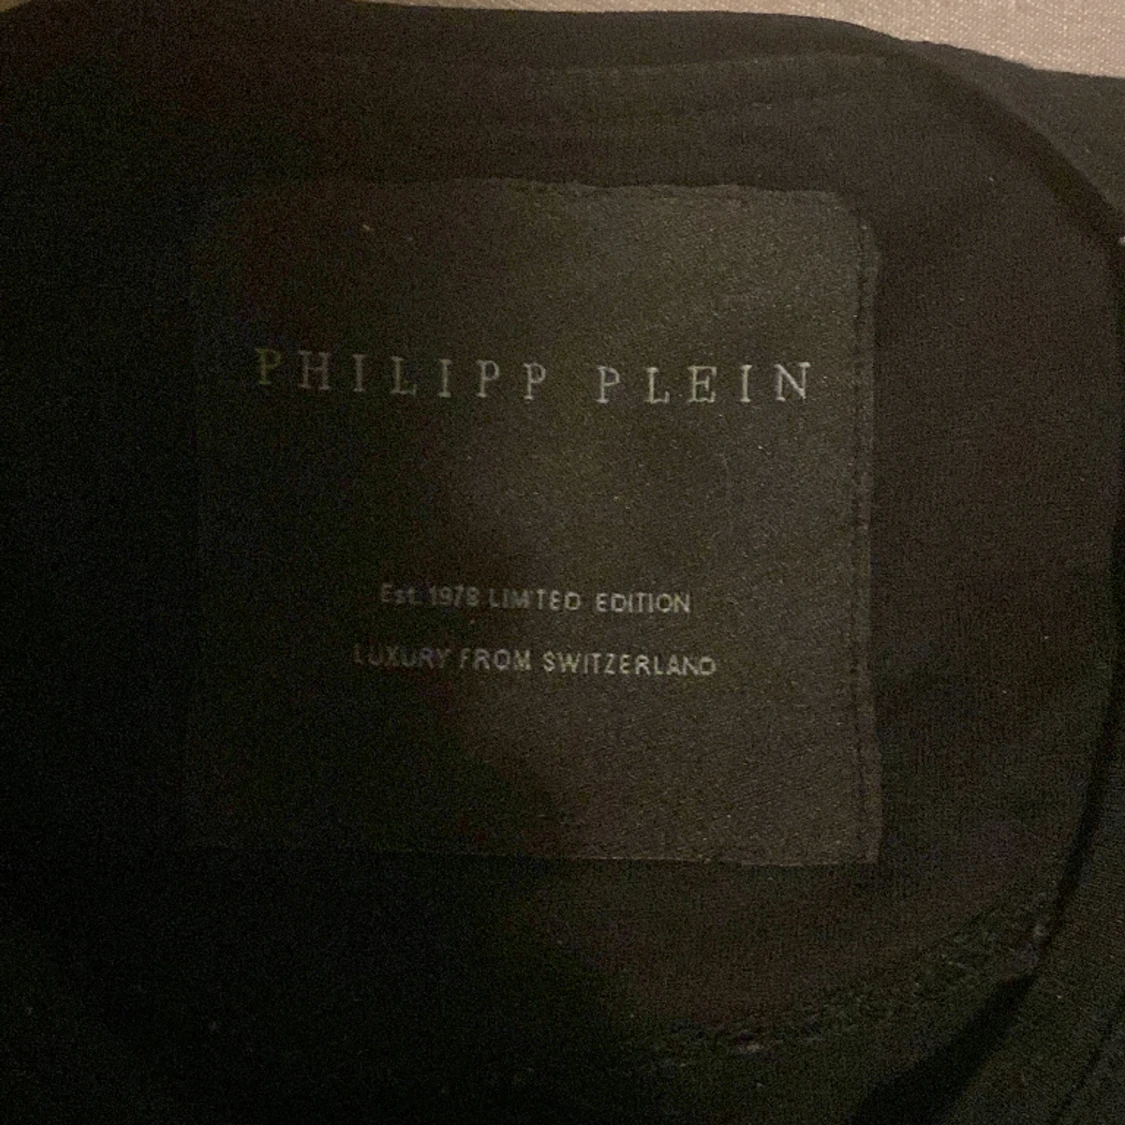 PHILIPP PLEIN
Est. 1978 LIMITED EDITION
LUXURY FROM SWITZERLAND